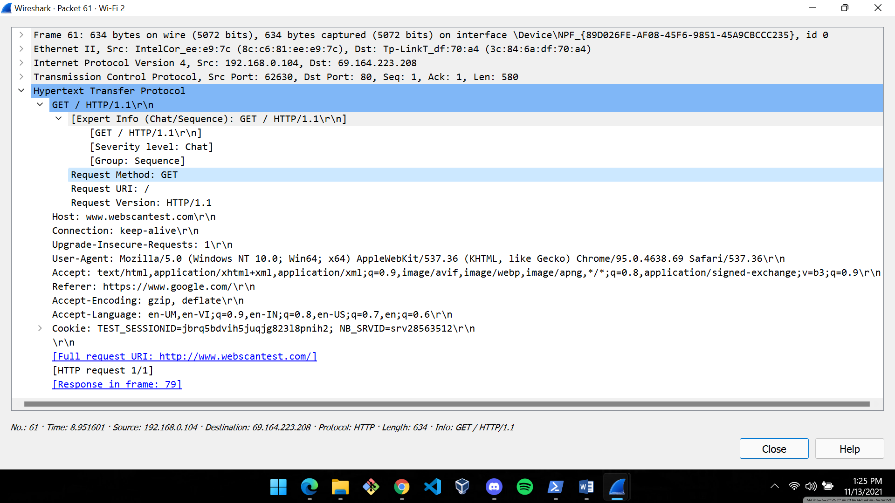 Wireshark · Packet 61 · Wi-Fi 2
Frame 61: 634 bytes on wire (5072 bits), 634 bytes captured (5072 bits) on interface \Device\NPF_{89D026FE-AF08-45F6-9851-45A9CBCCC235}, id 0
Ethernet II, Src: IntelCor_ee:e9:7c (8c:c6:81:ee:e9:7c), Dst: Tp-LinkT_df:70:a4 (3c:84:6a:df:70:a4)
Internet Protocol Version 4, Src: 192.168.0.104, Dst: 69.164.223.208
Transmission Control Protocol, Src Port: 62630, Dst Port: 80, Seq: 1, Ack: 1, Len: 580
Hypertext Transfer Protocol
GET / HTTP/1.1\r\n
[Expert Info (Chat/Sequence): GET / HTTP/1.1\r\n]
[GET / HTTP/1.1\r\n]
[Severity level: Chat]
[Group: Sequence]
Request Method: GET
Request URI: /
Request Version: HTTP/1.1
Host: www.webscantest.com\r\n
Connection: keep-alive\r\n
Upgrade-Insecure-Requests: 1\r\n
User-Agent: Mozilla/5.0 (Windows NT 10.0; Win64; x64) AppleWebKit/537.36 (KHTML, like Gecko) Chrome/95.0.4638.69 Safari/537.36\r\n
Accept: text/html,application/xhtml+xml,application/xml;q=0.9,image/avif,image/webp,image/apng,*/*;q=0.8,application/signed-exchange;v=b3;q=0.9\r\n
Referer: https://www.google.com/\r\n
Accept-Encoding: gzip, deflate\r\n
Accept-Language: en-UM,en-VI;q=0.9,en-IN;q=0.8,en-US;q=0.7,en;q=0.6\r\n
Cookie: TEST_SESSIONID=jbrq5bdvih5juqjg823l8pnih2; NB_SRVID=srv28563512\r\n
\r\n
[Full request URI: http://www.webscantest.com/]
[HTTP request 1/1]
[Response in frame: 79]
No.: 61 · Time: 8.951601 · Source: 192.168.0.104 · Destination: 69.164.223.208 · Protocol: HTTP · Length: 634 · Info: GET / HTTP/1.1
Close
Help
1:25 PM
11/13/2021